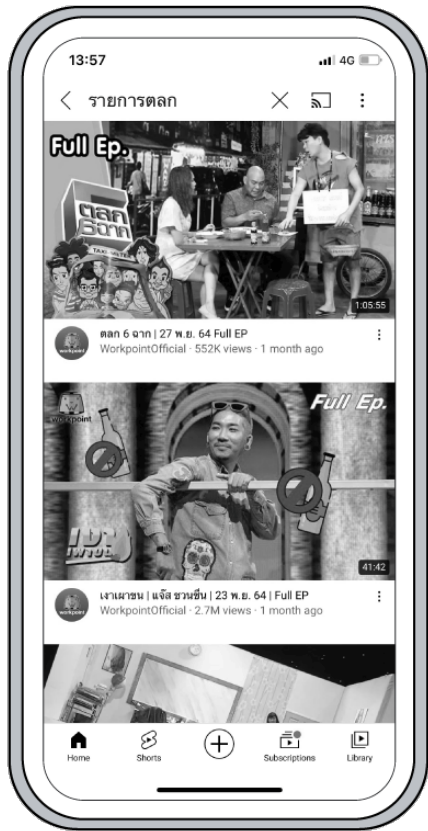 13:57
4G
รายการตลก
Full Ep.
ตลก
6ฉาก
1:05:55
ตลก 6 ฉาก | 27 พ.ย. 64 Full EP
WorkpointOfficial · 552K views · 1 month ago
workpoint
Full Ep.
workpoint
41:42
เงาเผาขน | แจ๊ส ชวนชื่น | 23 พ.ย. 64 | Full EP
WorkpointOfficial · 2.7M views · 1 month ago
workpoint
Home
Shorts
Subscriptions
Library